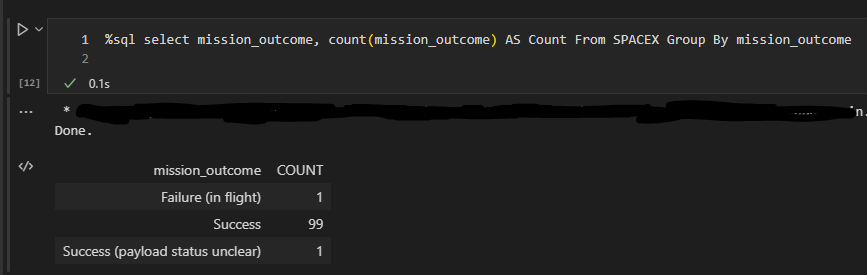 1 %sql select mission_outcome, count(mission_outcome) AS Count From SPACEX Group By mission_outcome
2
[12] ✓ 0.1s
... *
Done.
</> mission_outcome COUNT
Failure (in flight) 1
Success 99
Success (payload status unclear) 1